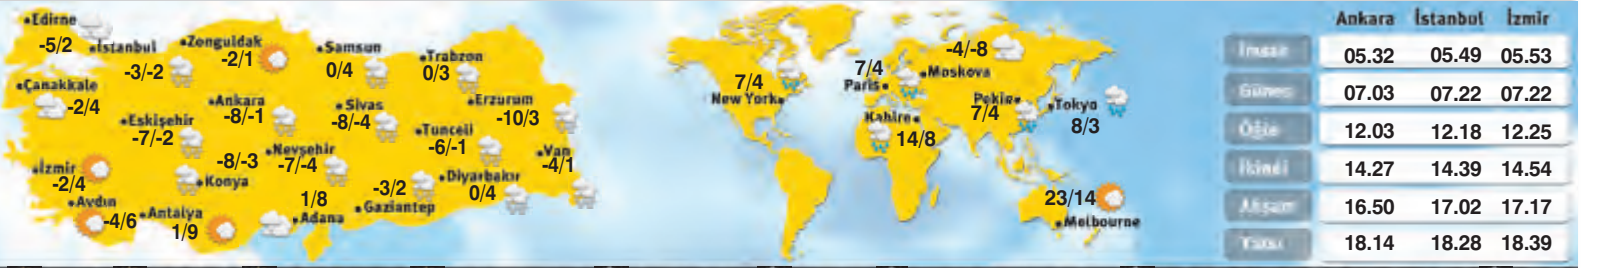 Edirne
-5/2
İstanbul
-3/-2
Zonguldak
-2/1
Samsun
0/4
Trabzon
0/3
Çanakkale
-2/4
Ankara
-8/-1
Sivas
-8/-4
Erzurum
-10/3
Eskişehir
-7/-2
Tunceli
-6/-1
Nevşehir
-7/-4
Van
-4/1
İzmir
-2/4
-8/-3
Konya
Diyarbakır
0/4
-3/2
Gaziantep
Aydın
-4/6
Antalya
1/9
1/8
Adana
-4/-8
Moskova
7/4
Paris
7/4
New York
Pekin
7/4
Tokyo
8/3
Kahire
14/8
23/14
Melbourne
Ankara İstanbul İzmir
İmsak 05.32 05.49 05.53
Güneş 07.03 07.22 07.22
Öğle 12.03 12.18 12.25
İkindi 14.27 14.39 14.54
Akşam 16.50 17.02 17.17
Yatsı 18.14 18.28 18.39